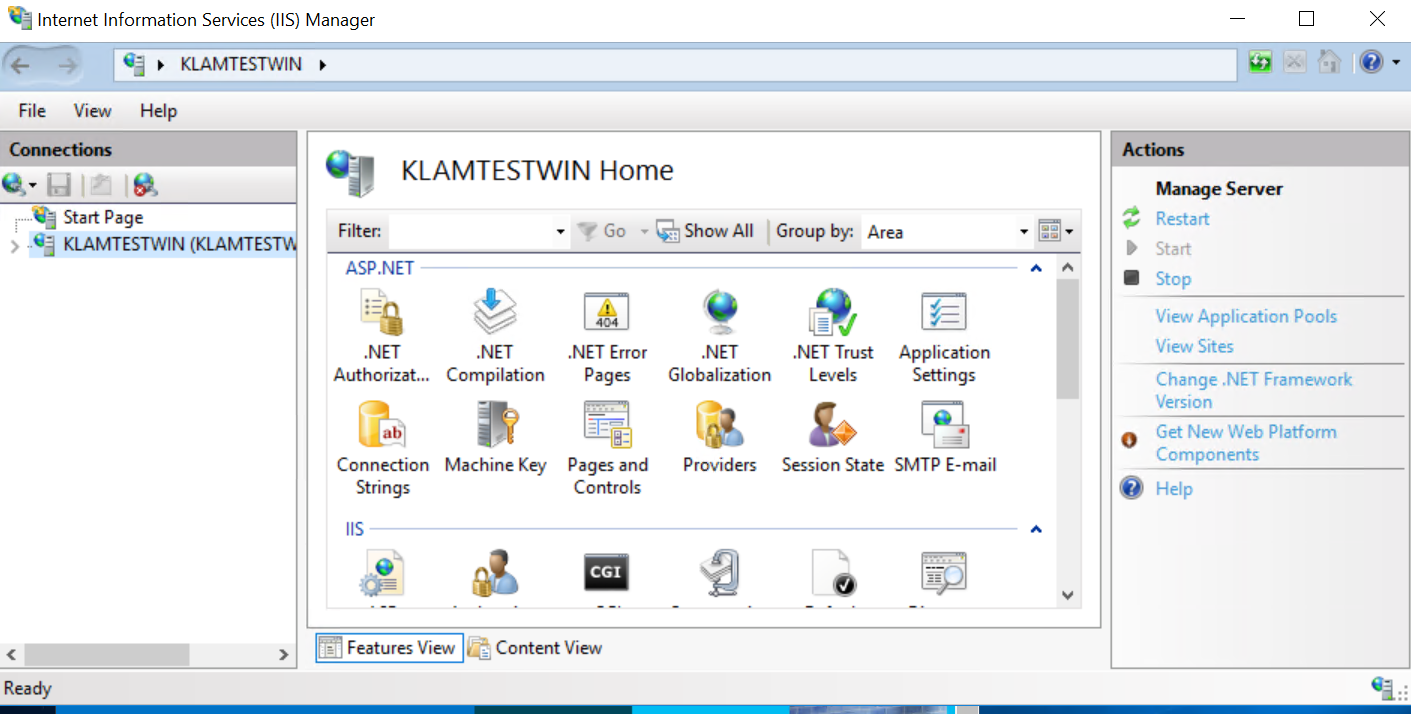 Internet Information Services (IIS) Manager
KLAMTESTWIN
File View Help
Connections
Start Page
KLAMTESTWIN (KLAMTESTW
KLAMTESTWIN Home
Filter: Go Show All Group by: Area
ASP.NET
.NET Authorizat...
.NET Compilation
404
.NET Error Pages
.NET Globalization
.NET Trust Levels
Application Settings
ab
Connection Strings
Machine Key
Pages and Controls
Providers
Session State
SMTP E-mail
IIS
CGI
Features View Content View
Actions
Manage Server
Restart
Start
Stop
View Application Pools
View Sites
Change .NET Framework
Version
Get New Web Platform
Components
Help
Ready